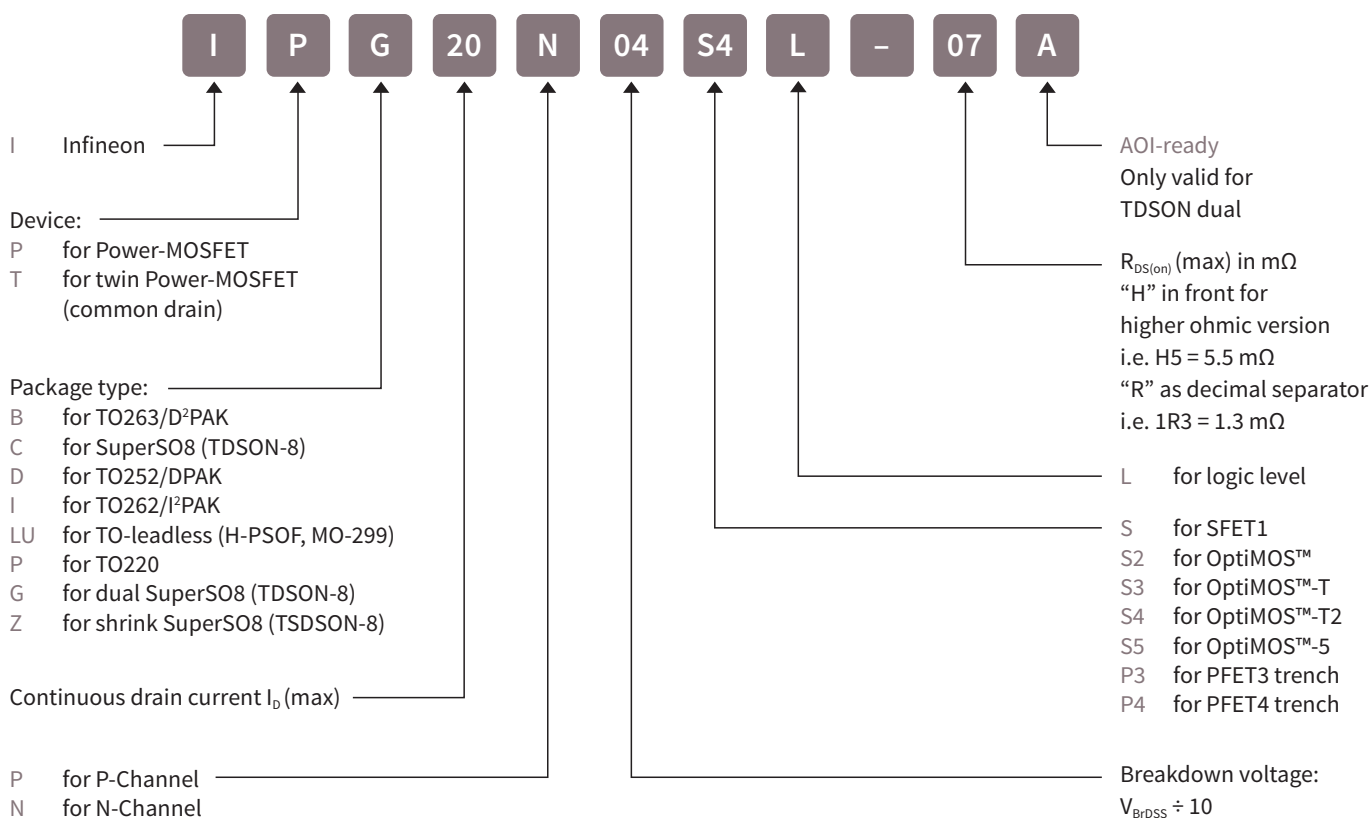 I P G 20 N 04 S4 L – 07 A
I Infineon
Device:
P for Power-MOSFET
T for twin Power-MOSFET
(common drain)
Package type:
B for TO263/D²PAK
C for SuperSO8 (TDSON-8)
D for TO252/DPAK
I for TO262/I²PAK
LU for TO-leadless (H-PSOF, MO-299)
P for TO220
G for dual SuperSO8 (TDSON-8)
Z for shrink SuperSO8 (TSDSON-8)
Continuous drain current I_D (max)
P for P-Channel
N for N-Channel
AOI-ready
Only valid for
TDSON dual
R_DS(on) (max) in mΩ
“H” in front for
higher ohmic version
i.e. H5 = 5.5 mΩ
“R” as decimal separator
i.e. 1R3 = 1.3 mΩ
L for logic level
S for SFET1
S2 for OptiMOS™
S3 for OptiMOS™-T
S4 for OptiMOS™-T2
S5 for OptiMOS™-5
P3 for PFET3 trench
P4 for PFET4 trench
Breakdown voltage:
V_BrDSS ÷ 10